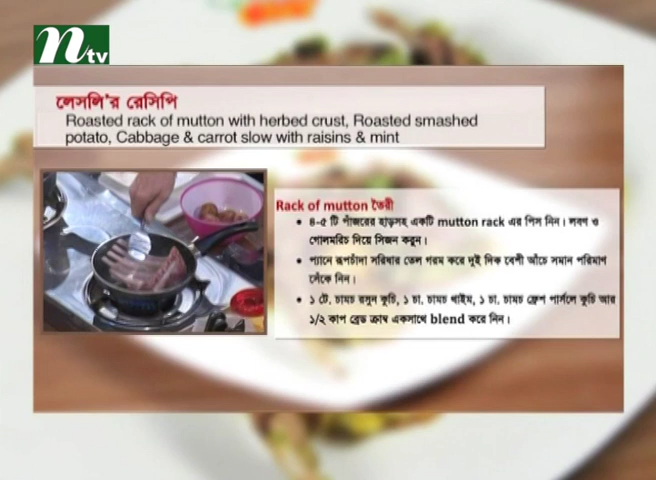 ntv
লেসলি'র রেসিপি
Roasted rack of mutton with herbed crust, Roasted smashed
potato, Cabbage & carrot slow with raisins & mint
Rack of mutton তৈরী
• ৪-৫ টি পাঁজরের হাড়সহ একটি mutton rack এর পিস নিন। লবণ ও
গোলমরিচ দিয়ে সিজন করুন।
• প্যানে রূপচাঁদা সরিষার তেল গরম করে দুই দিক বেশী আঁচে সমান পরিমাণ
সেঁকে নিন।
• ১ টে. চামচ রসুন কুচি, ১ চা. চামচ থাইম, ১ চা. চামচ ফ্রেশ পার্সলে কুচি আর
১/২ কাপ ব্রেড ক্রাম্ব একসাথে blend করে নিন।